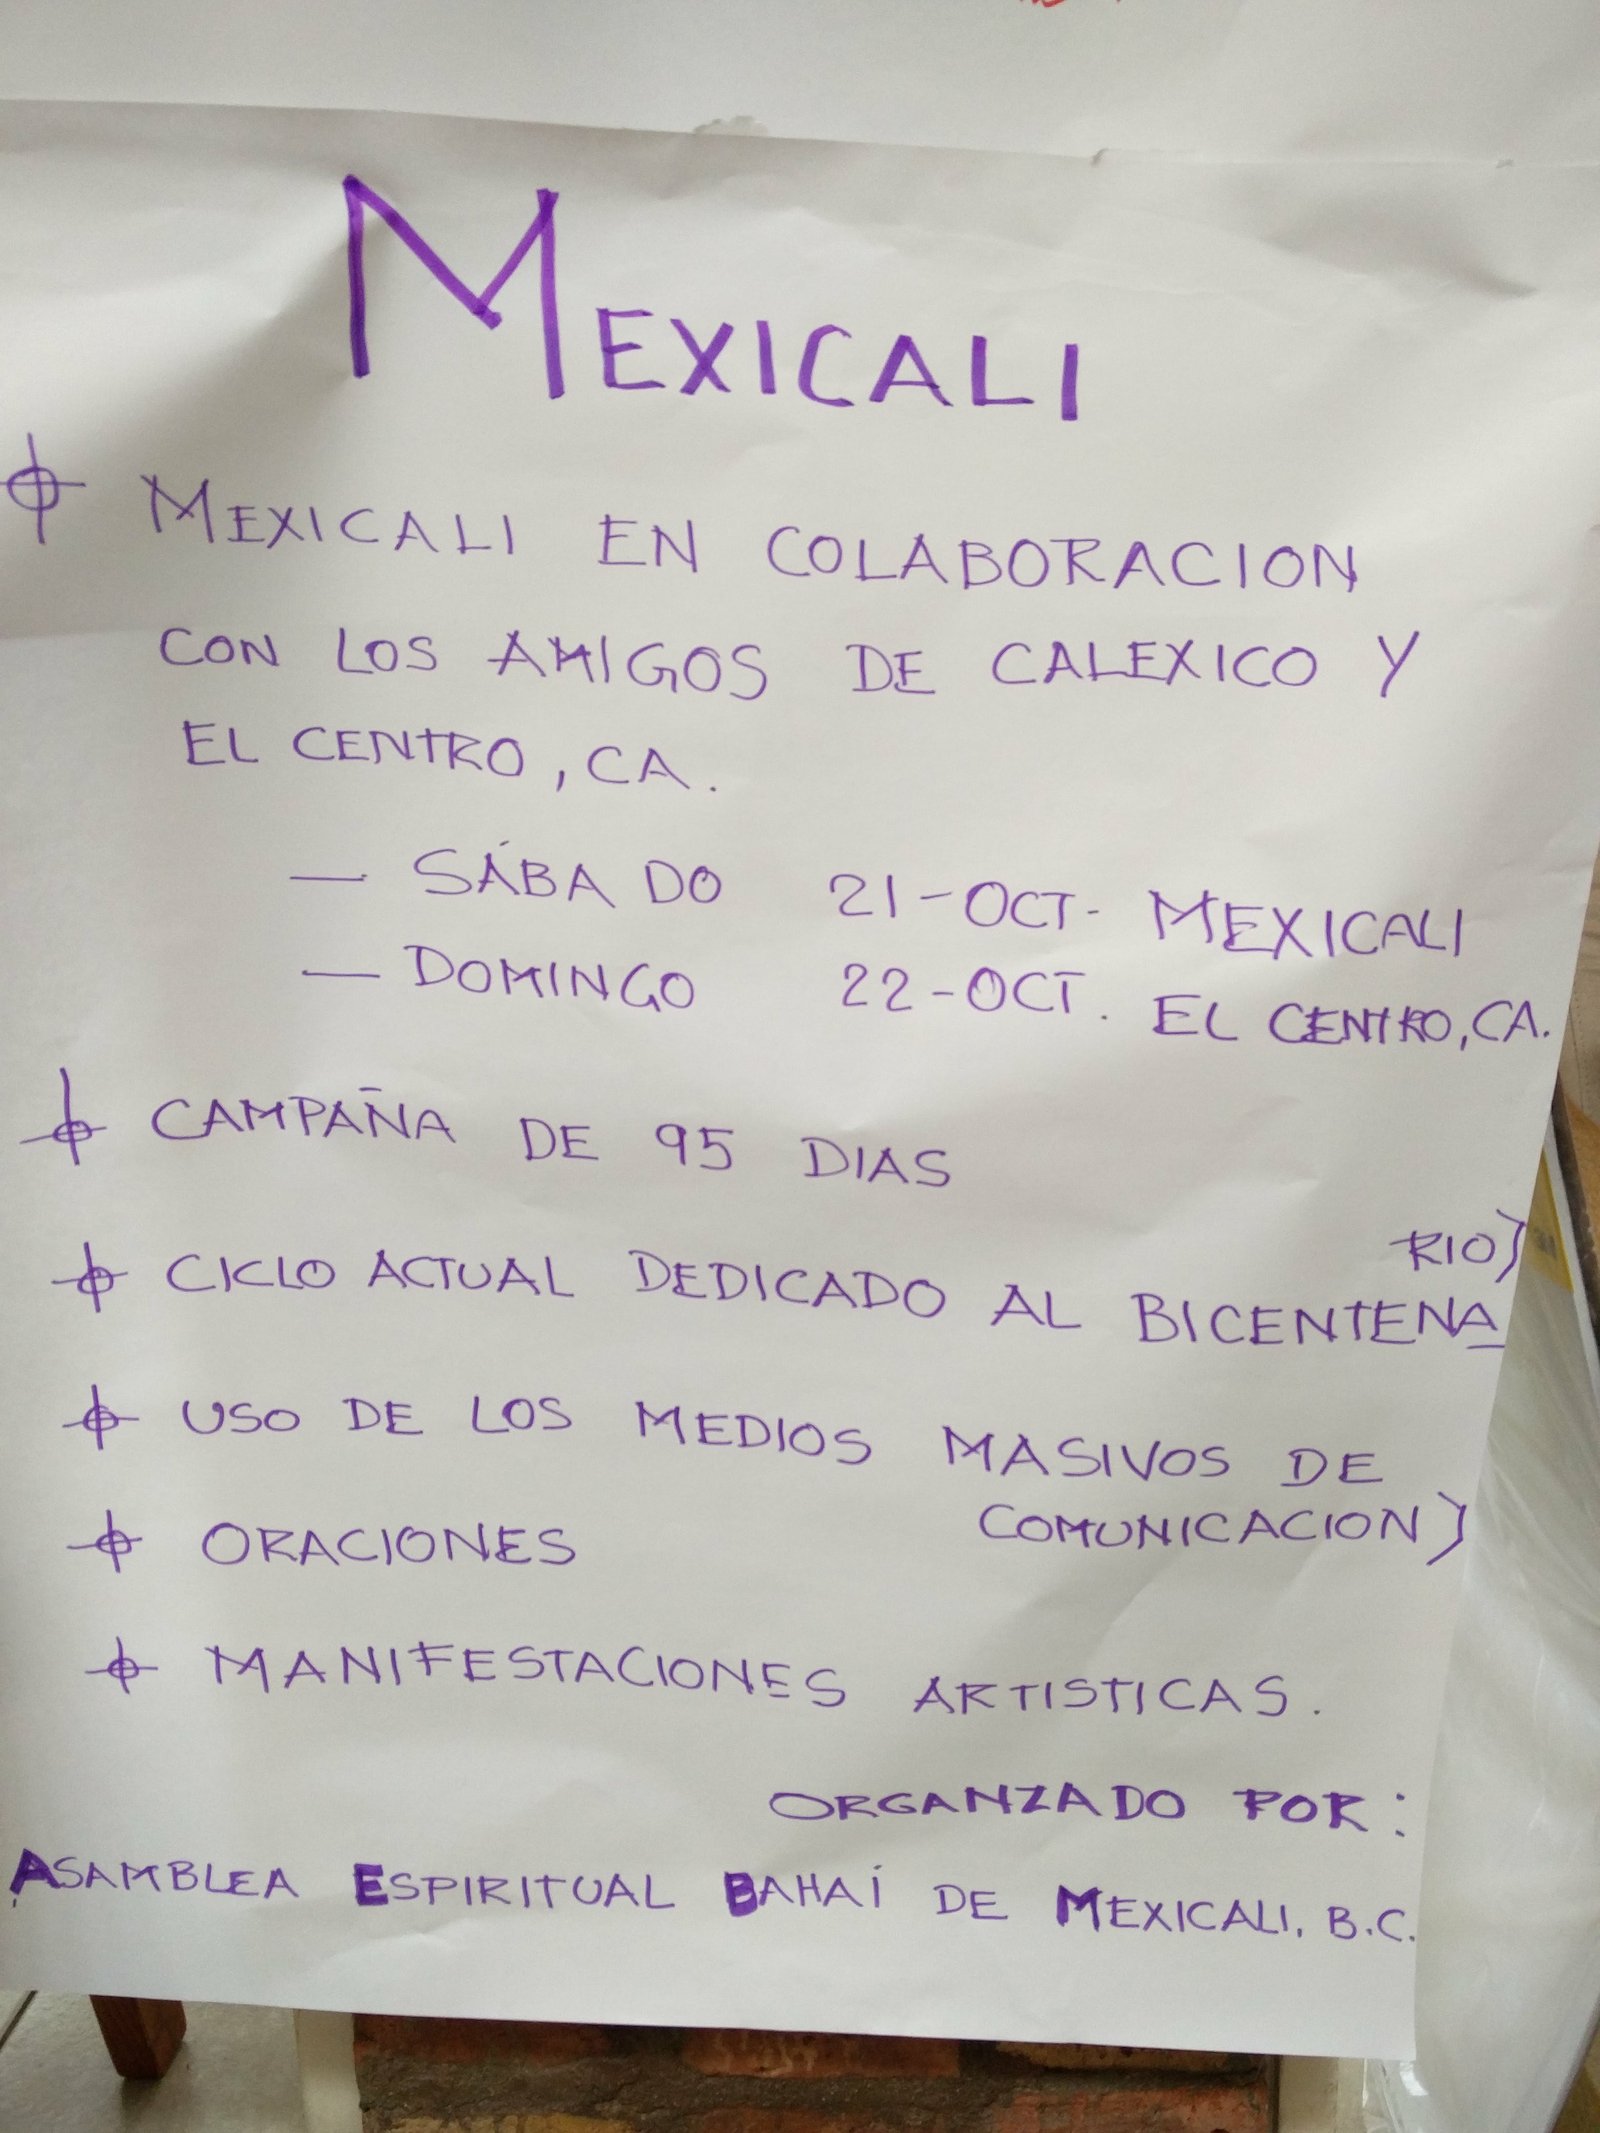 MEXICALI
MEXICALI EN COLABORACION
CON LOS AMIGOS DE CALEXICO Y
EL CENTRO, CA.
— SÁBADO 21-OCT- MEXICALI
— DOMINGO 22-OCT. EL CENTRO, CA.
CAMPAÑA DE 95 DIAS
CICLO ACTUAL DEDICADO AL BICENTENA
RIO)
USO DE LOS MEDIOS MASIVOS DE
COMUNICACION)
ORACIONES
MANIFESTACIONES ARTISTICAS.
ORGANZADO POR:
ASAMBLEA ESPIRITUAL BAHAÍ DE MEXICALI, B.C.